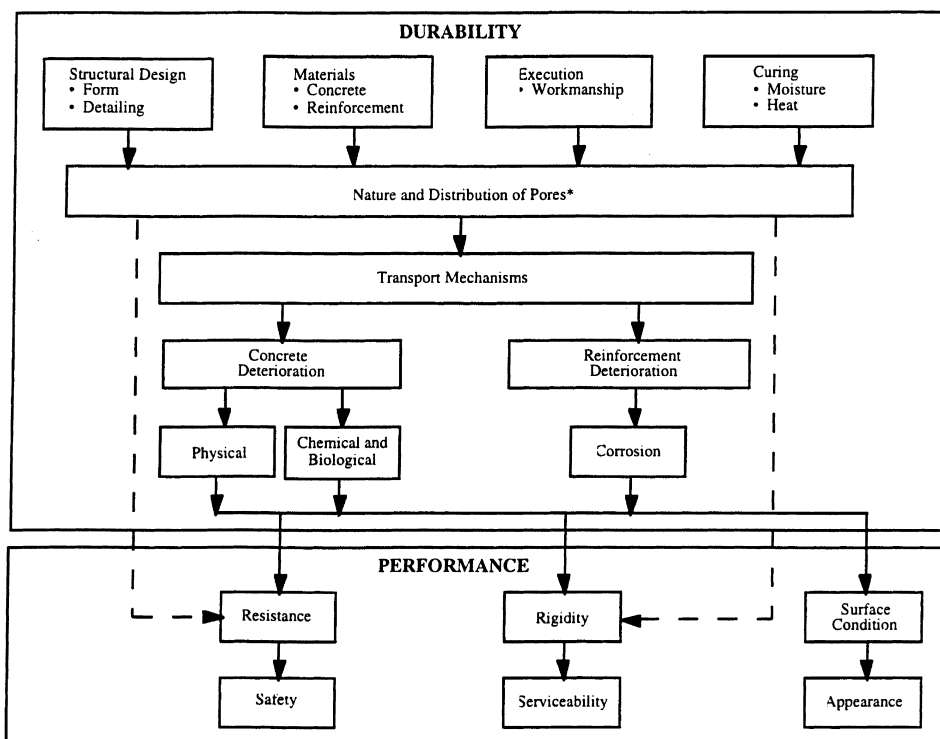 DURABILITY
Structural Design
• Form
• Detailing
Materials
• Concrete
• Reinforcement
Execution
• Workmanship
Curing
• Moisture
• Heat
Nature and Distribution of Pores*
Transport Mechanisms
Concrete
Deterioration
Reinforcement
Deterioration
Physical
Chemical and
Biological
Corrosion
PERFORMANCE
Resistance
Rigidity
Surface
Condition
Safety
Serviceability
Appearance